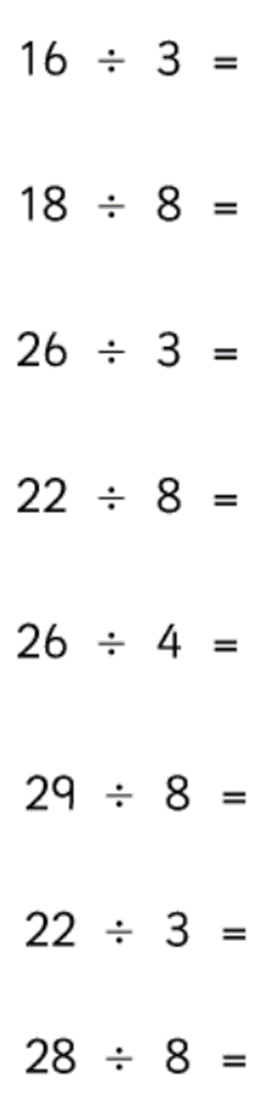 16 ÷ 3 =
18 ÷ 8 =
26 ÷ 3 =
22 ÷ 8 =
26 ÷ 4 =
29 ÷ 8 =
22 ÷ 3 =
28 ÷ 8 =